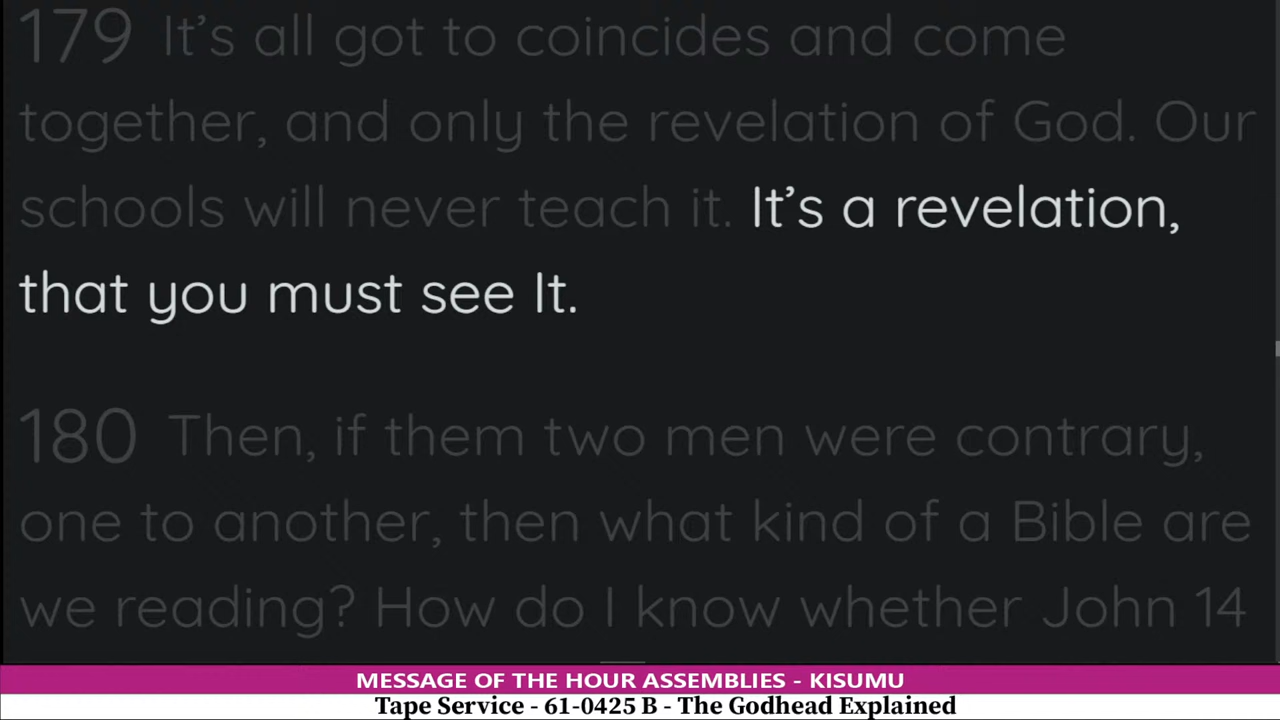 179 It’s all got to coincides and come
together, and only the revelation of God. Our
schools will never teach it. It’s a revelation,
that you must see It.
180 Then, if them two men were contrary,
one to another, then what kind of a Bible are
we reading? How do I know whether John 14
MESSAGE OF THE HOUR ASSEMBLIES - KISUMU
Tape Service - 61-0425 B - The Godhead Explained